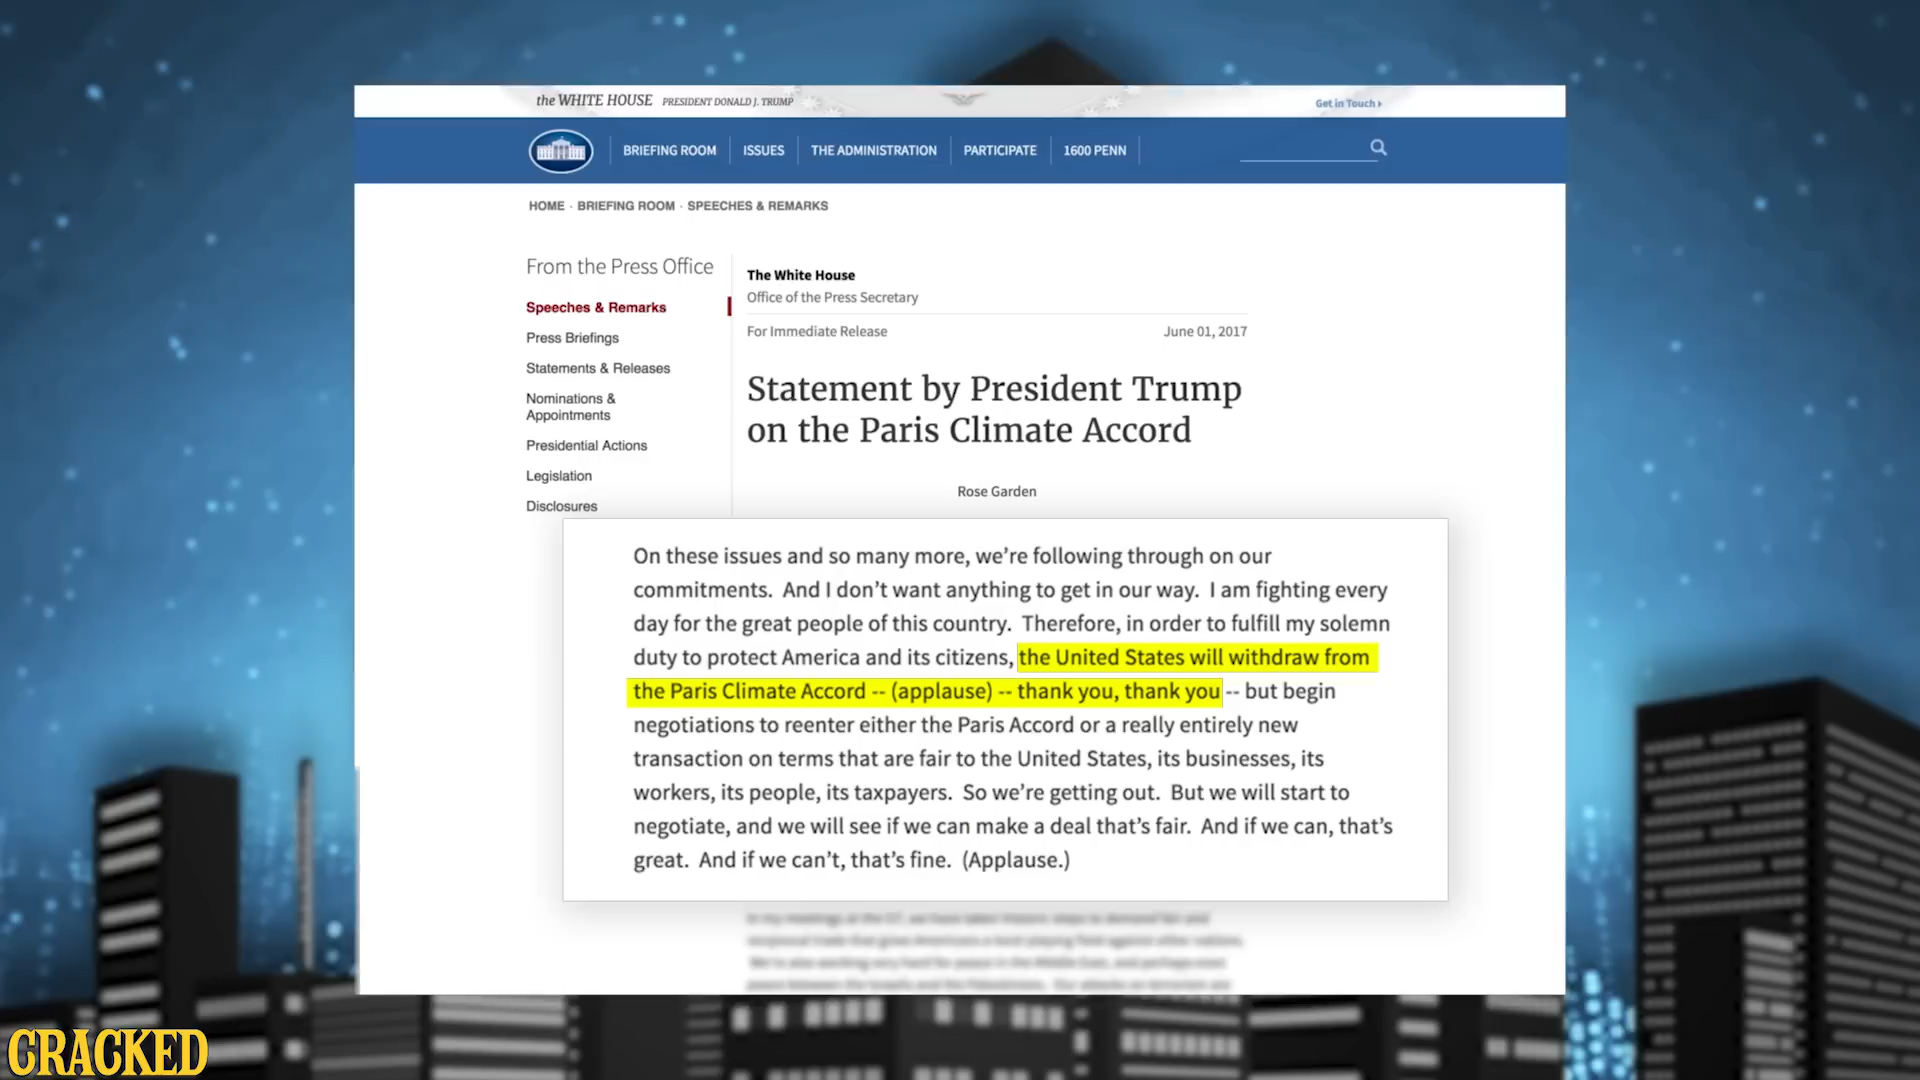 the WHITE HOUSE PRESIDENT DONALD J. TRUMP
Get in Touch
BRIEFING ROOM ISSUES THE ADMINISTRATION PARTICIPATE 1600 PENN
HOME · BRIEFING ROOM · SPEECHES & REMARKS
From the Press Office
Speeches & Remarks
Press Briefings
Statements & Releases
Nominations &
Appointments
Presidential Actions
Legislation
Disclosures
The White House
Office of the Press Secretary
For Immediate Release June 01, 2017
Statement by President Trump
on the Paris Climate Accord
Rose Garden
On these issues and so many more, we're following through on our
commitments. And I don't want anything to get in our way. I am fighting every
day for the great people of this country. Therefore, in order to fulfill my solemn
duty to protect America and its citizens, the United States will withdraw from
the Paris Climate Accord -- (applause) -- thank you, thank you -- but begin
negotiations to reenter either the Paris Accord or a really entirely new
transaction on terms that are fair to the United States, its businesses, its
workers, its people, its taxpayers. So we're getting out. But we will start to
negotiate, and we will see if we can make a deal that's fair. And if we can, that's
great. And if we can't, that's fine. (Applause.)
CRACKED